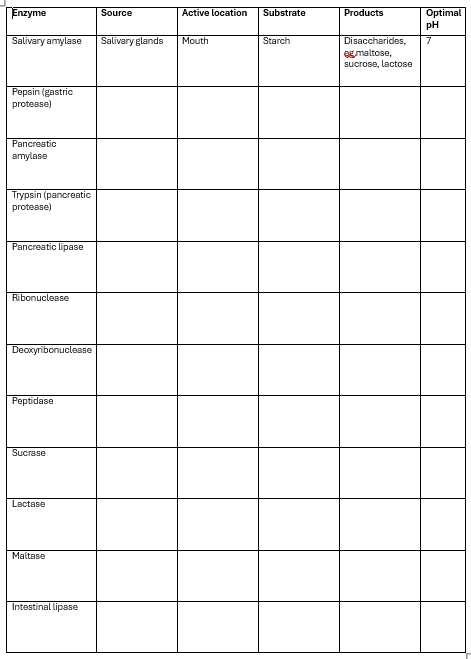 Enzyme Source Active location Substrate Products Optimal
pH
Salivary amylase Salivary glands Mouth Starch Disaccharides, 7
eg.maltose,
sucrose, lactose
Pepsin (gastric
protease)
Pancreatic
amylase
Trypsin (pancreatic
protease)
Pancreatic lipase
Ribonuclease
Deoxyribonuclease
Peptidase
Sucrase
Lactase
Maltase
Intestinal lipase